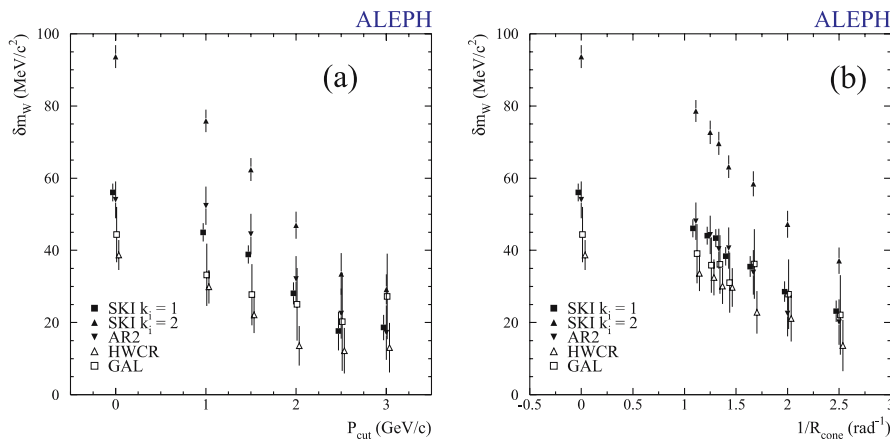 ALEPH
δm_W (MeV/c²)
100
80
60
40
20
0
(a)
■ SKI k_i = 1
▲ SKI k_i = 2
▼ AR2
△ HWCR
□ GAL
0 1 2 3
P_cut (GeV/c)
ALEPH
δm_W (MeV/c²)
100
80
60
40
20
0
(b)
■ SKI k_i = 1
▲ SKI k_i = 2
▼ AR2
△ HWCR
□ GAL
-0.5 0 0.5 1 1.5 2 2.5 3
1/R_cone (rad⁻¹)